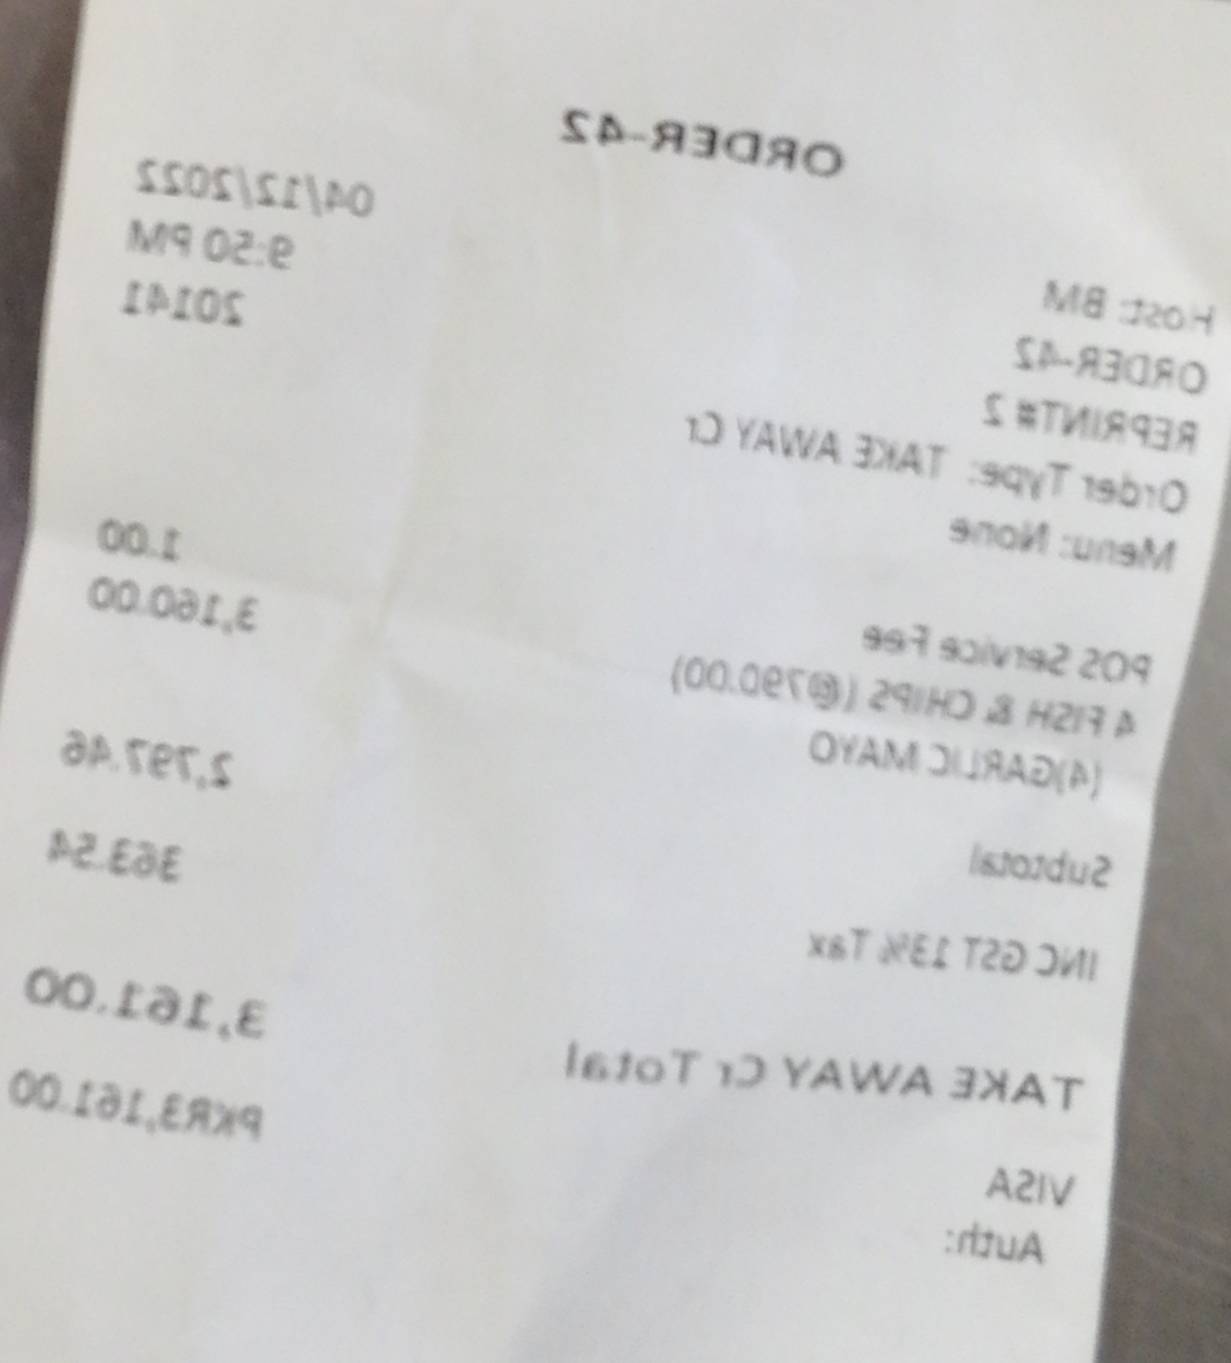 ORDER-42
Host: BM 04/12/2022
ORDER-42 9:50 PM
REPRINT# 2 20141
Order Type: TAKE AWAY Cr
Menu: None
POS Service Fee 1.00
4 FISH & CHIPS (@790.00) 3,160.00
(4)GARLIC MAYO
Subtotal 2,797.46
INC GST 13% Tax 363.54
TAKE AWAY Cr Total 3,161.00
VISA PKR3,161.00
Auth: